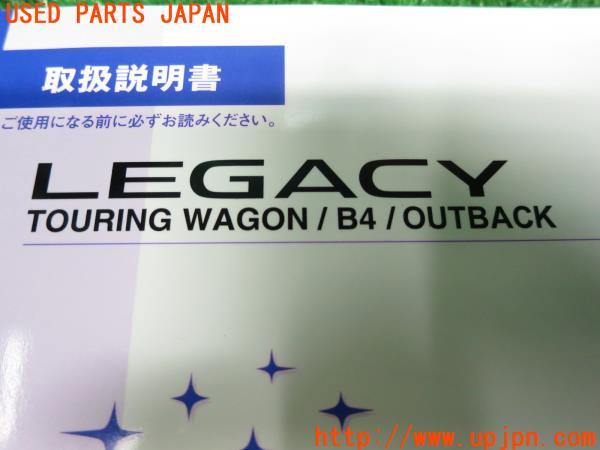 USED PARTS JAPAN
取扱説明書
ご使用になる前に必ずお読みください。
LEGACY
TOURING WAGON / B4 / OUTBACK
http://www.upjpn.com